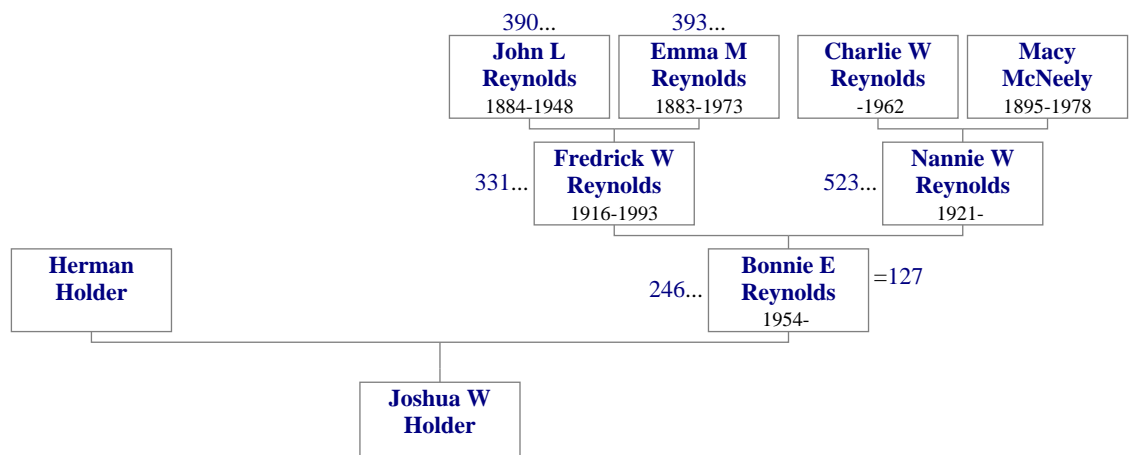 390...
393...
John L
Reynolds
1884-1948
Emma M
Reynolds
1883-1973
Charlie W
Reynolds
-1962
Macy
McNeely
1895-1978
331...
Fredrick W
Reynolds
1916-1993
523...
Nannie W
Reynolds
1921-
Herman
Holder
246...
Bonnie E
Reynolds
1954-
=127
Joshua W
Holder